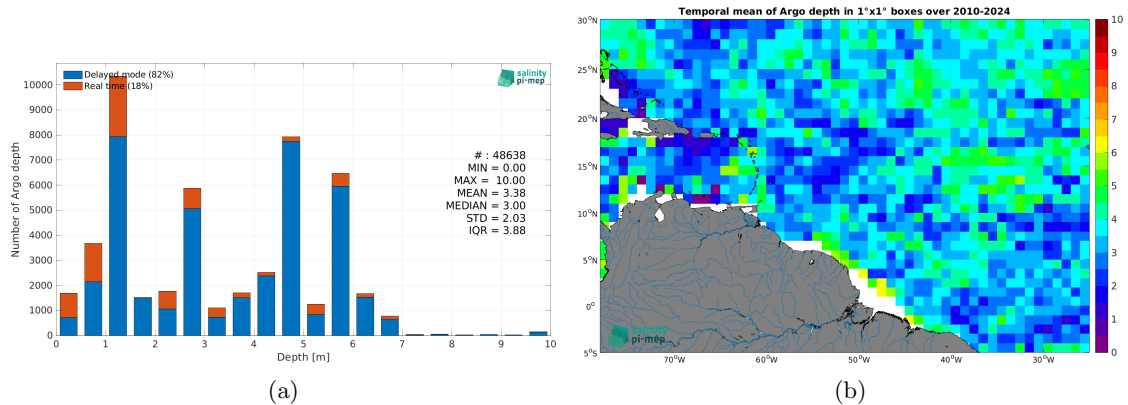 Delayed mode (82%)
Real time (18%)
salinity
pi-mep
# : 48638
MIN = 0.00
MAX = 10.00
MEAN = 3.38
MEDIAN = 3.00
STD = 2.03
IQR = 3.88
Number of Argo depth
10000
9000
8000
7000
6000
5000
4000
3000
2000
1000
0
0 1 2 3 4 5 6 7 8 9 10
Depth [m]
(a)
Temporal mean of Argo depth in 1°x1° boxes over 2010-2024
30°N
25°N
20°N
15°N
10°N
5°N
0°
5°S
70°W 60°W 50°W 40°W 30°W
salinity
pi-mep
10
9
8
7
6
5
4
3
2
1
0
(b)